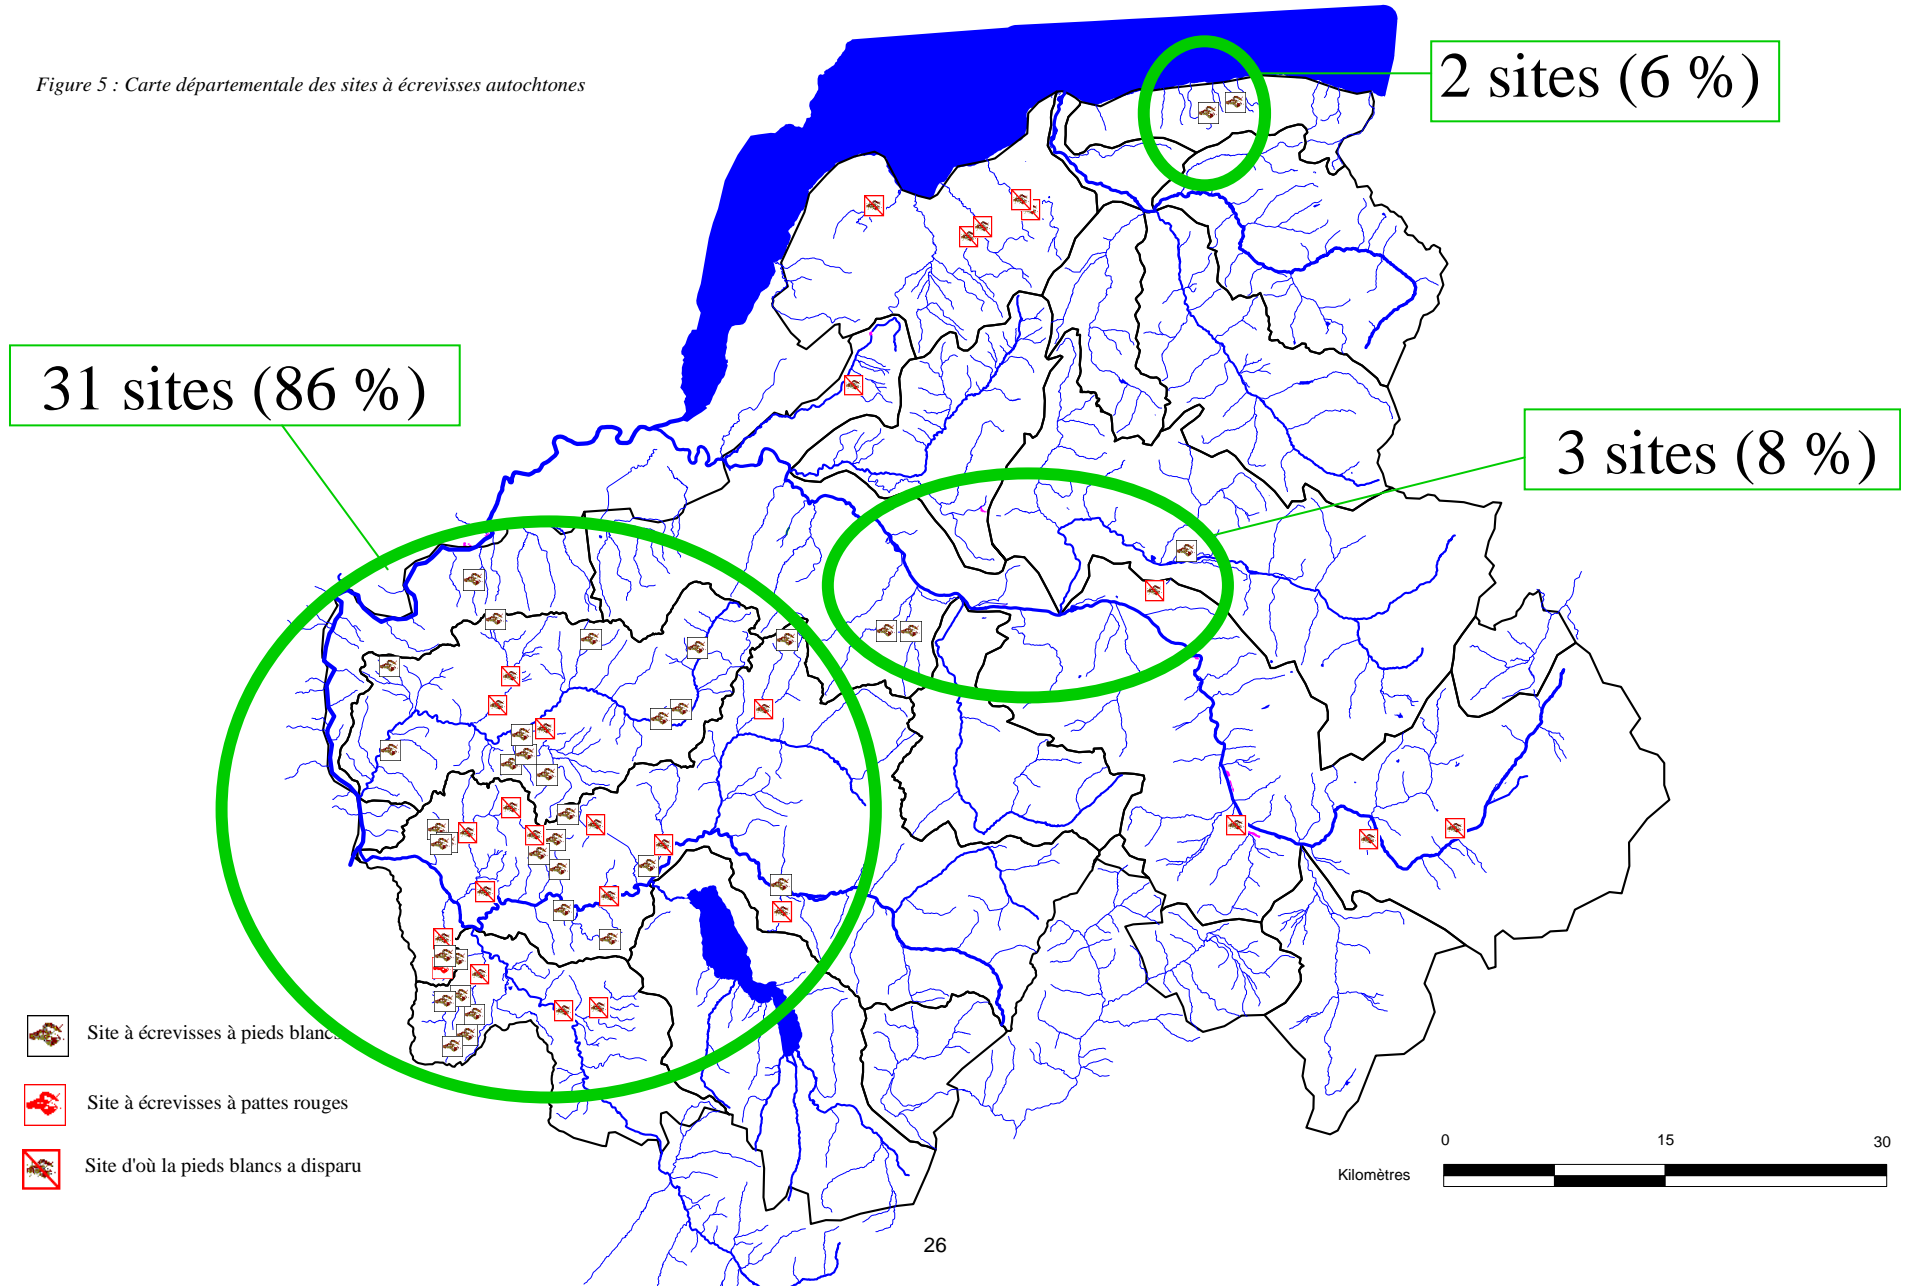 Figure 5 : Carte départementale des sites à écrevisses autochtones
2 sites (6 %)
31 sites (86 %)
3 sites (8 %)
Site à écrevisses à pieds blancs
Site à écrevisses à pattes rouges
Site d'où la pieds blancs a disparu
0 15 30
Kilomètres
26